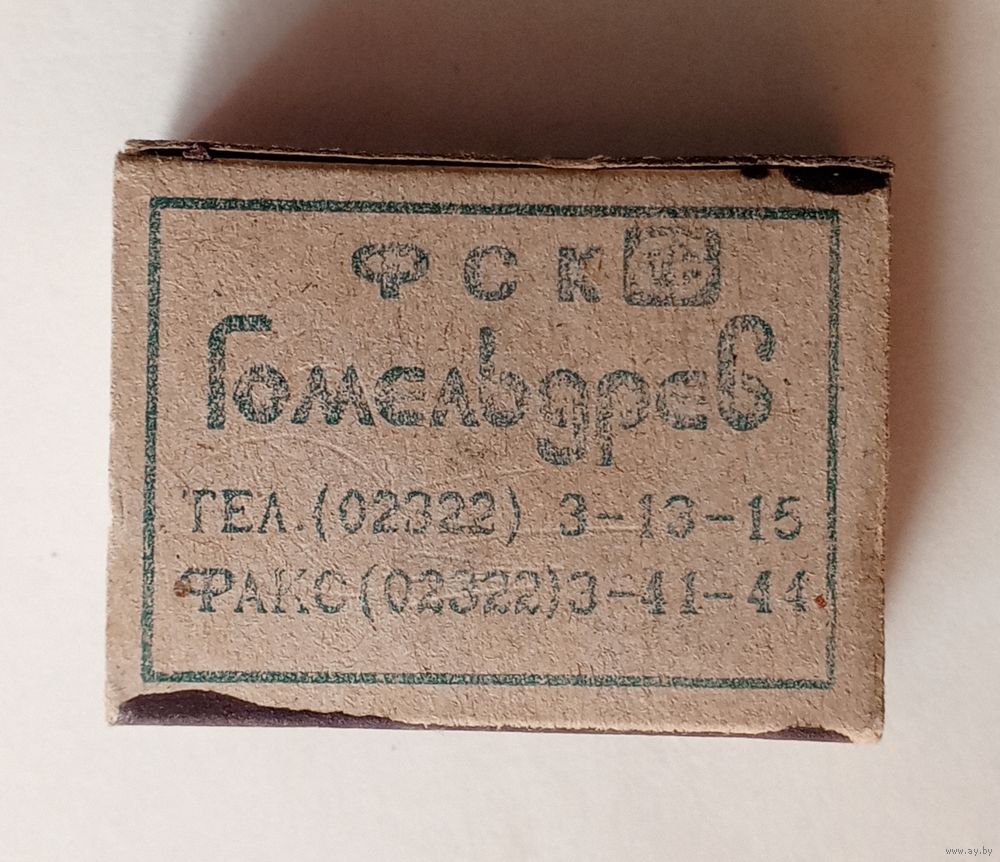 ФСК
Гомельдрев
ТЕЛ.(02322) 3-13-15
ФАКС(02322)3-41-44
www.ay.by